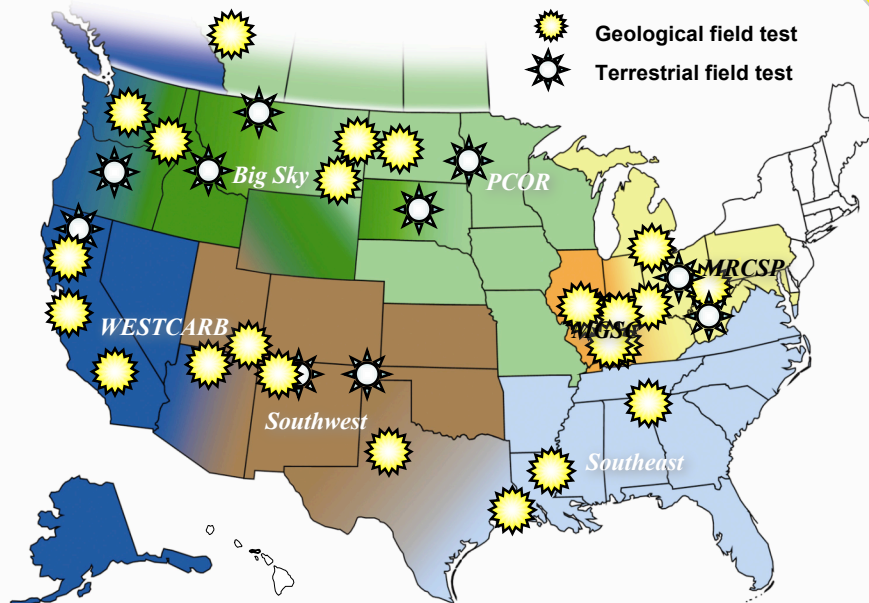 Geological field test
Terrestrial field test
Big Sky
PCOR
MRCSP
WESTCARB
MGSC
Southwest
Southeast